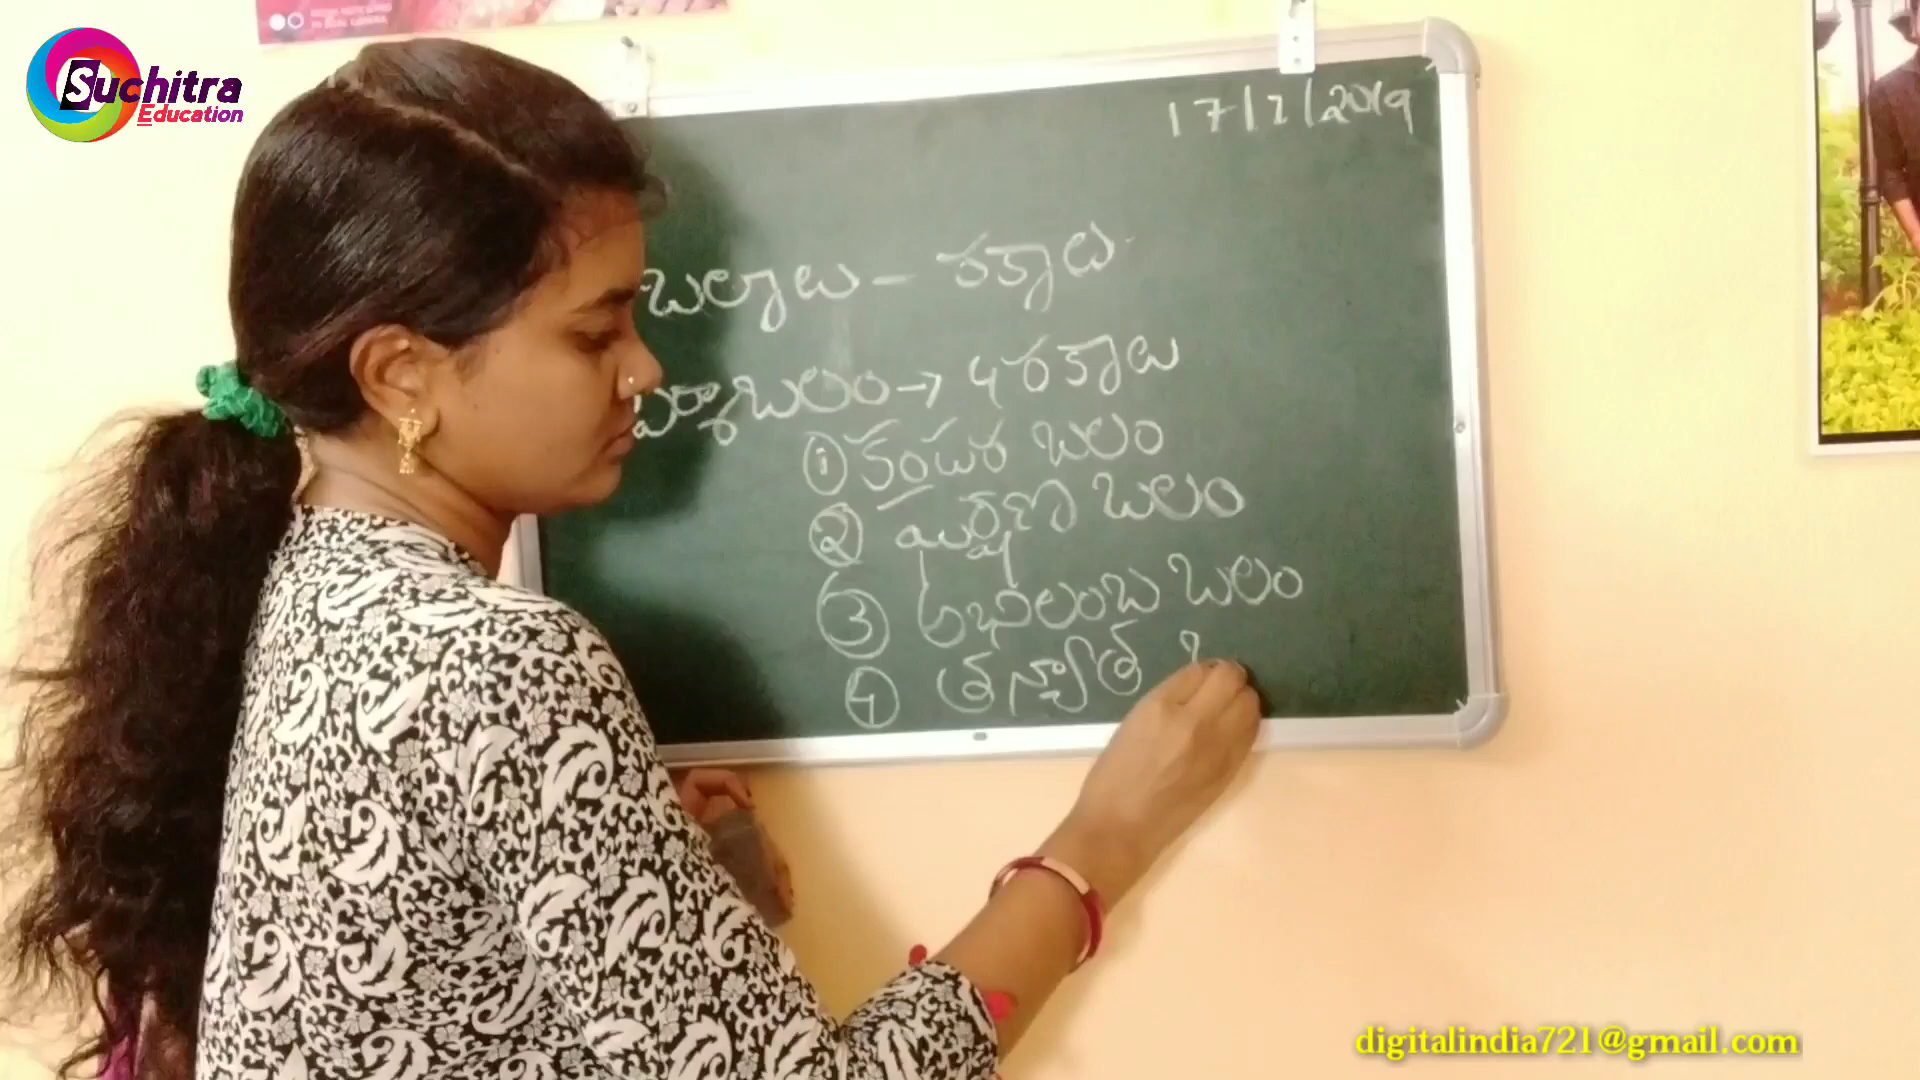 Suchitra
Education
17/7/2019
బలాలు - రకాలు
స్పర్శాబలం → 4 రకాలు
① కండర బలం
② ఘర్షణ బలం
③ అభిలంబ బలం
④ తన్యత
digitalindia721@gmail.com